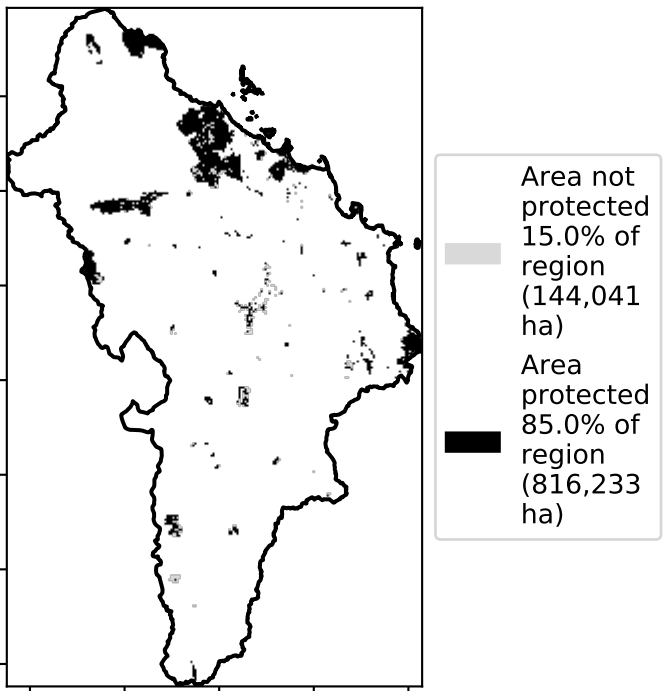 Area not
protected
15.0% of
region
(144,041
ha)
Area
protected
85.0% of
region
(816,233
ha)